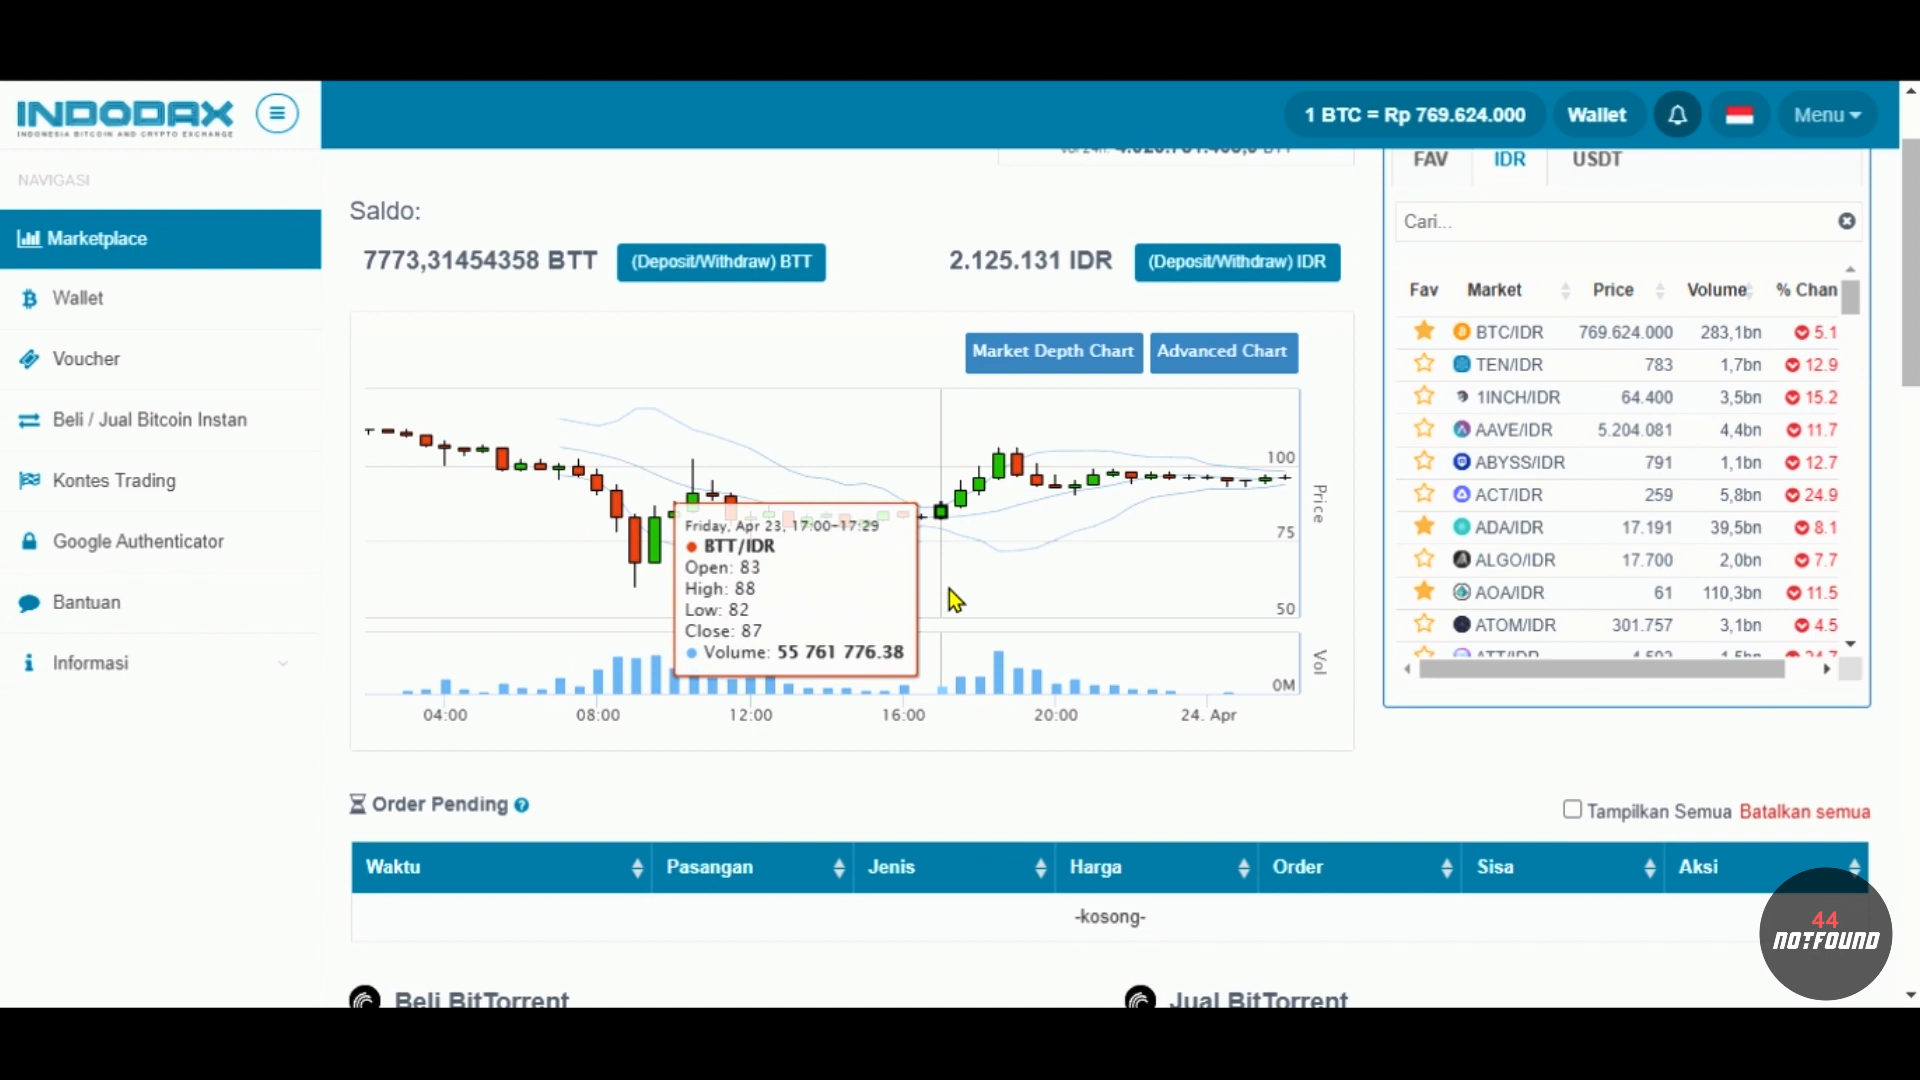 INDODAX
INDONESIA BITCOIN AND CRYPTO EXCHANGE
1 BTC = Rp 769.624.000
Wallet
Menu
NAVIGASI
Marketplace
Wallet
Voucher
Beli / Jual Bitcoin Instan
Kontes Trading
Google Authenticator
Bantuan
Informasi
Saldo:
7773,31454358 BTT
(Deposit/Withdraw) BTT
2.125.131 IDR
(Deposit/Withdraw) IDR
Market Depth Chart
Advanced Chart
100
75
50
Price
Friday, Apr 23, 17:00-17:29
BTT/IDR
Open: 83
High: 88
Low: 82
Close: 87
Volume: 55 761 776.38
Vol
0M
04:00 08:00 12:00 16:00 20:00 24. Apr
FAV IDR USDT
Cari...
Fav Market Price Volume % Chan
BTC/IDR 769.624.000 283,1bn 5.1
TEN/IDR 783 1,7bn 12.9
1INCH/IDR 64.400 3,5bn 15.2
AAVE/IDR 5.204.081 4,4bn 11.7
ABYSS/IDR 791 1,1bn 12.7
ACT/IDR 259 5,8bn 24.9
ADA/IDR 17.191 39,5bn 8.1
ALGO/IDR 17.700 2,0bn 7.7
AOA/IDR 61 110,3bn 11.5
ATOM/IDR 301.757 3,1bn 4.5
Order Pending
Tampilkan Semua Batalkan semua
Waktu Pasangan Jenis Harga Order Sisa Aksi
-kosong-
Beli BitTorrent
Jual BitTorrent
44
NOTFOUND